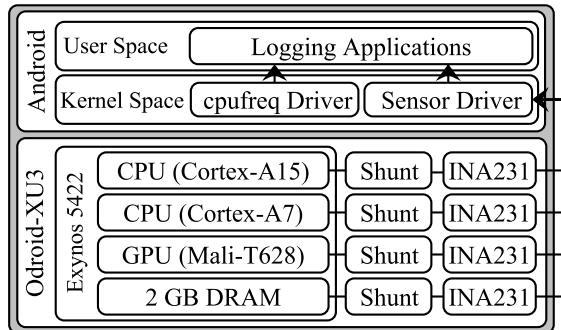 Android
User Space
Logging Applications
Kernel Space
cpufreq Driver
Sensor Driver
Odroid-XU3
Exynos 5422
CPU (Cortex-A15)
Shunt
INA231
CPU (Cortex-A7)
Shunt
INA231
GPU (Mali-T628)
Shunt
INA231
2 GB DRAM
Shunt
INA231